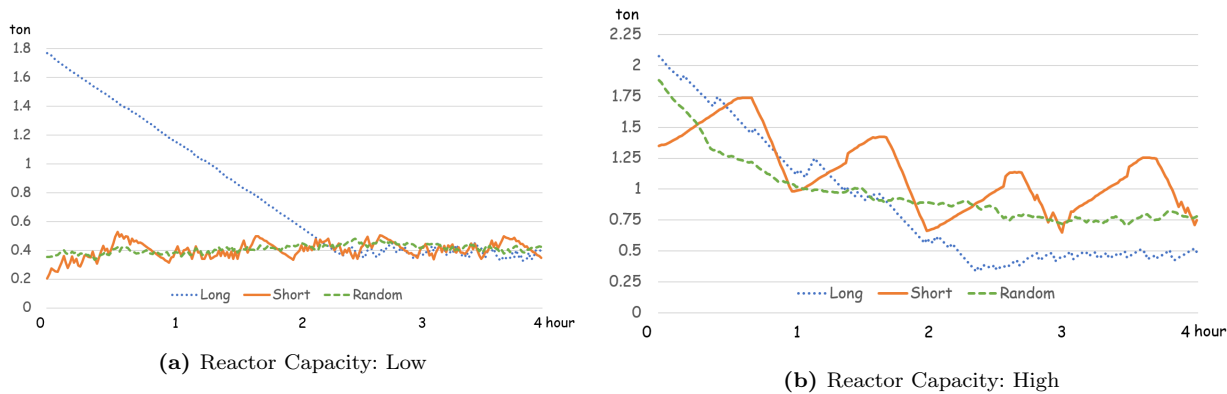 ton
1.8
1.6
1.4
1.2
1
0.8
0.6
0.4
0.2
0
Long Short Random
0 1 2 3 4 hour
(a) Reactor Capacity: Low
ton
2.25
2
1.75
1.5
1.25
1
0.75
0.5
0.25
0
Long Short Random
0 1 2 3 4 hour
(b) Reactor Capacity: High